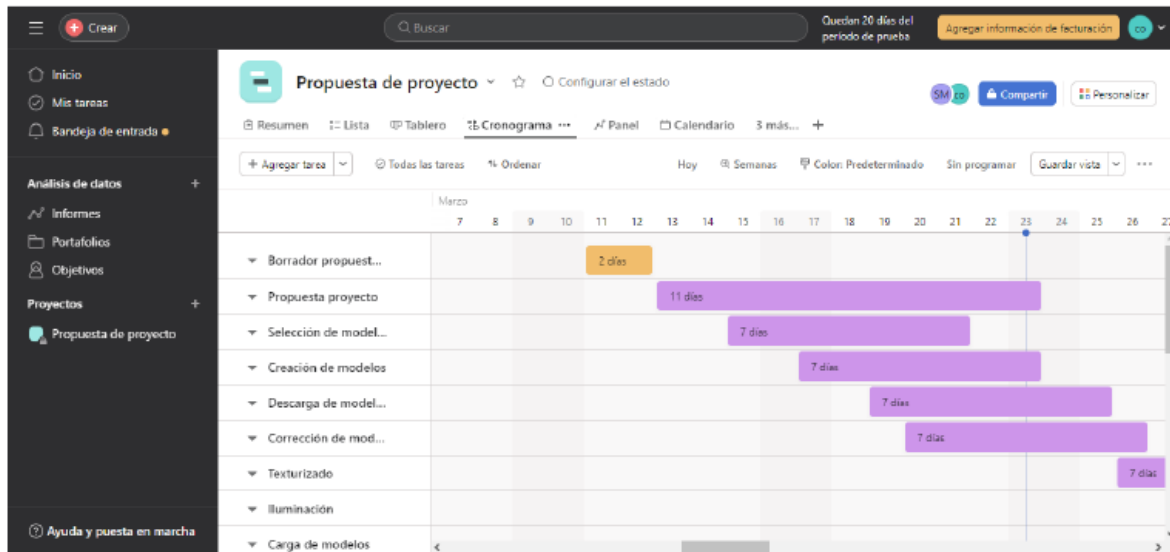 Crear
Buscar
Quedan 20 días del
período de prueba
Agregar información de facturación
co
Inicio
Mis tareas
Bandeja de entrada
Análisis de datos +
Informes
Portafolios
Objetivos
Proyectos +
Propuesta de proyecto
Ayuda y puesta en marcha
Propuesta de proyecto
Configurar el estado
SM co
Compartir
Personalizar
Resumen Lista Tablero Cronograma ... Panel Calendario 3 más... +
+ Agregar tarea Todas las tareas Ordenar Hoy Semanas Color: Predeterminado Sin programar Guardar vista ...
Marzo
7 8 9 10 11 12 13 14 15 16 17 18 19 20 21 22 23 24 25 26 27
Borrador propuest... 2 días
Propuesta proyecto 11 días
Selección de model... 7 días
Creación de modelos 7 días
Descarga de model... 7 días
Corrección de mod... 7 días
Texturizado 7 días
Iluminación
Carga de modelos